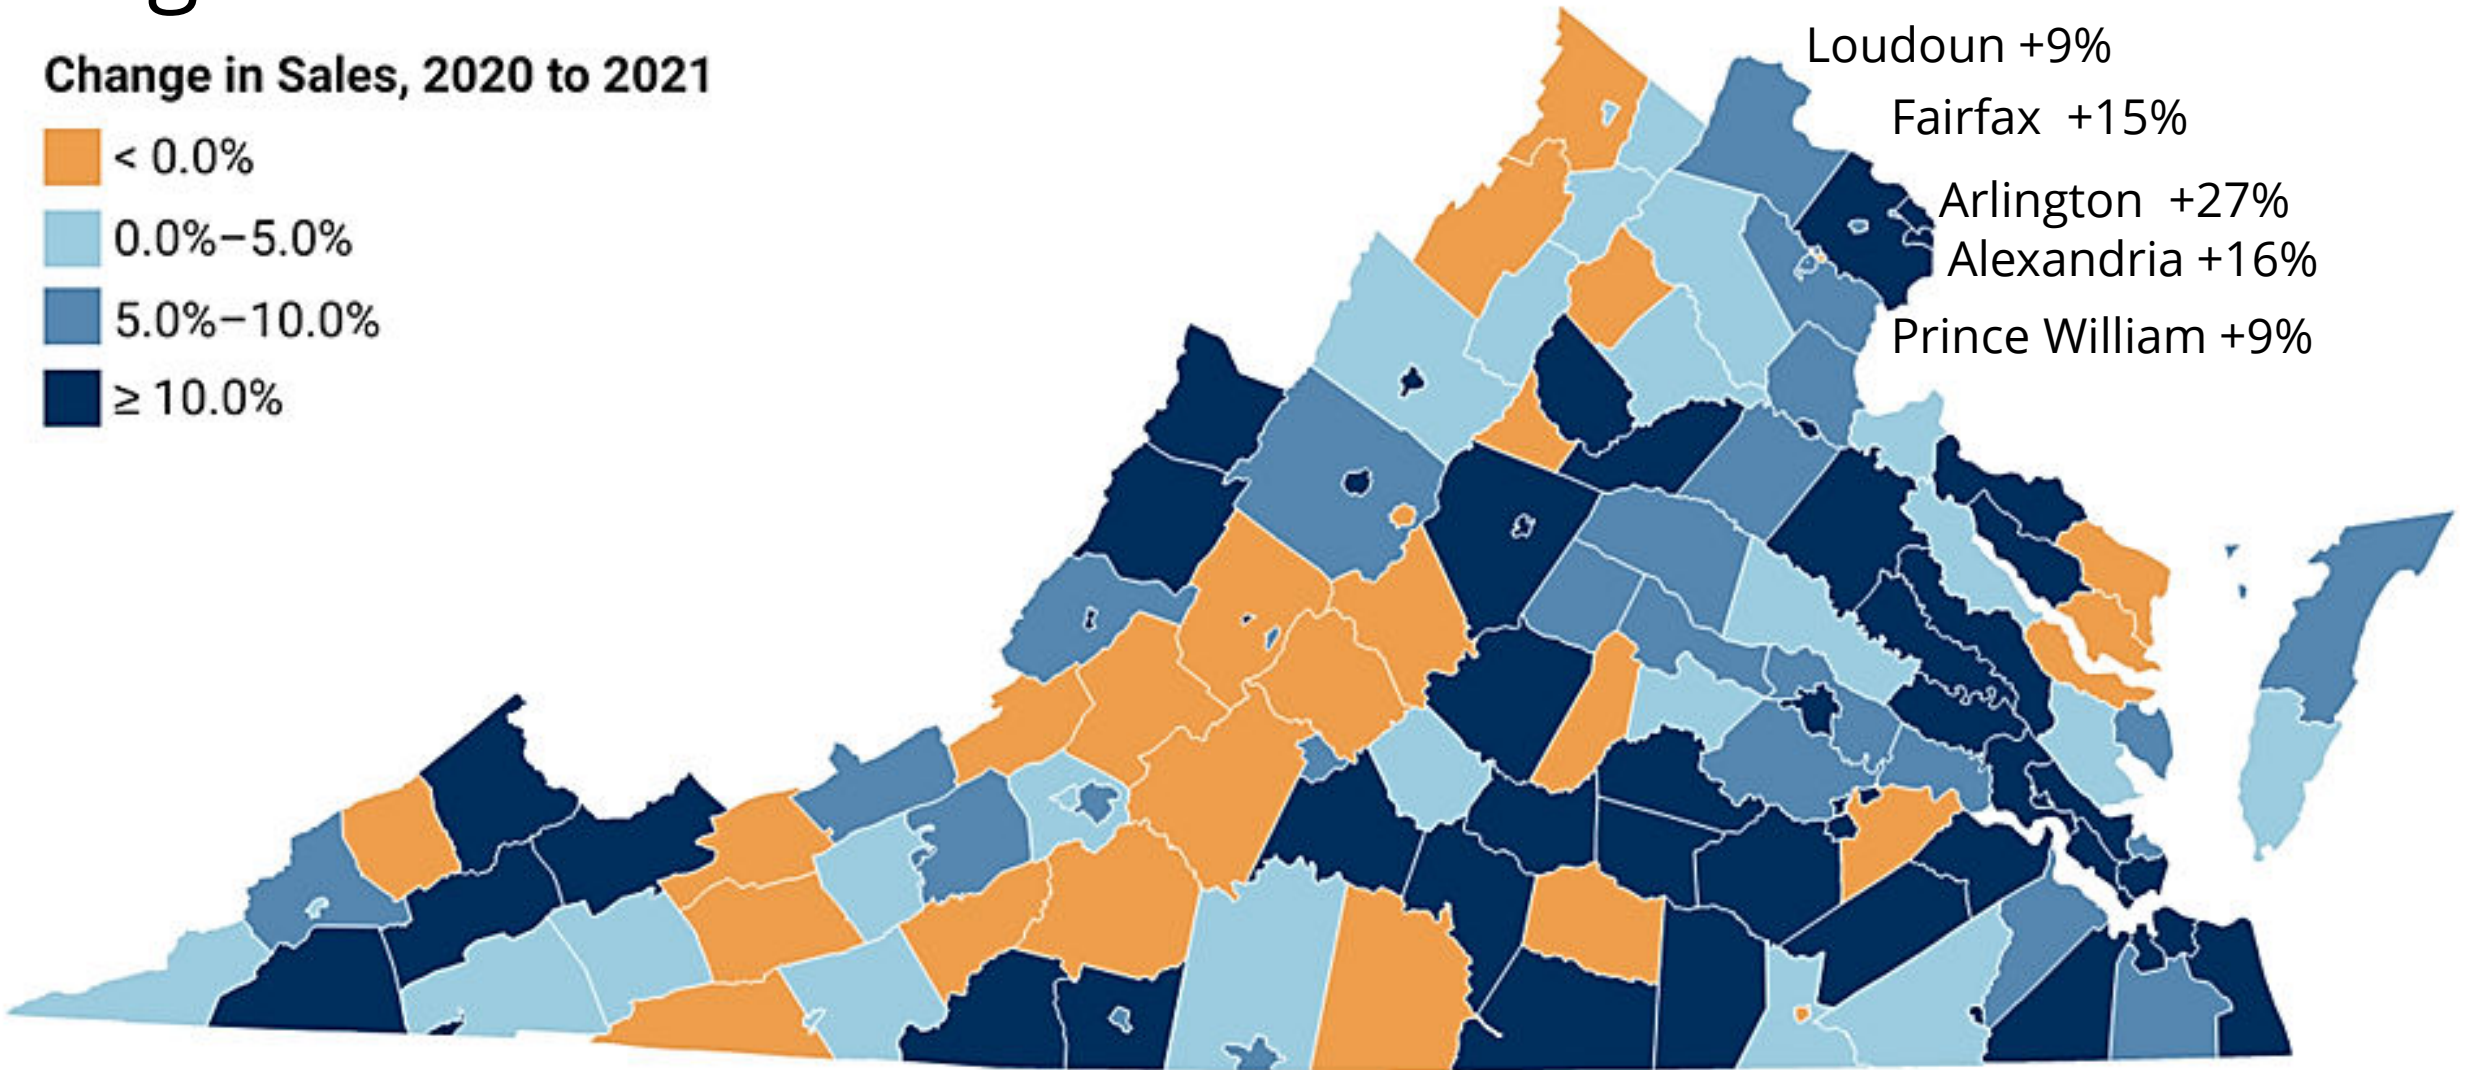 Change in Sales, 2020 to 2021
< 0.0%
0.0%–5.0%
5.0%–10.0%
≥ 10.0%
Loudoun +9%
Fairfax +15%
Arlington +27%
Alexandria +16%
Prince William +9%